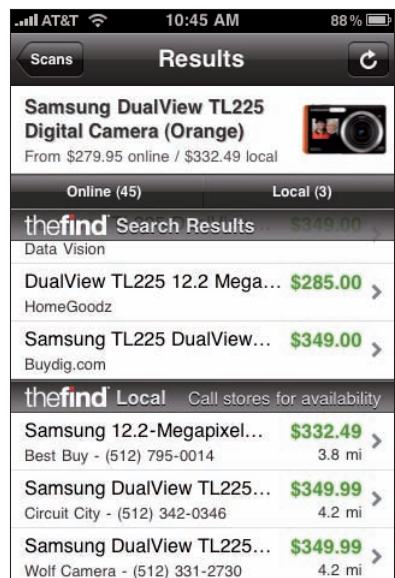 AT&T 10:45 AM 88%
Scans Results
Samsung DualView TL225
Digital Camera (Orange)
From $279.95 online / $332.49 local
Online (45) Local (3)
thefind Search Results $349.00
Data Vision
DualView TL225 12.2 Mega... $285.00
HomeGoodz
Samsung TL225 DualView... $349.00
Buydig.com
thefind Local Call stores for availability
Samsung 12.2-Megapixel... $332.49
Best Buy - (512) 795-0014 3.8 mi
Samsung DualView TL225... $349.99
Circuit City - (512) 342-0346 4.2 mi
Samsung DualView TL225... $349.99
Wolf Camera - (512) 331-2730 4.2 mi